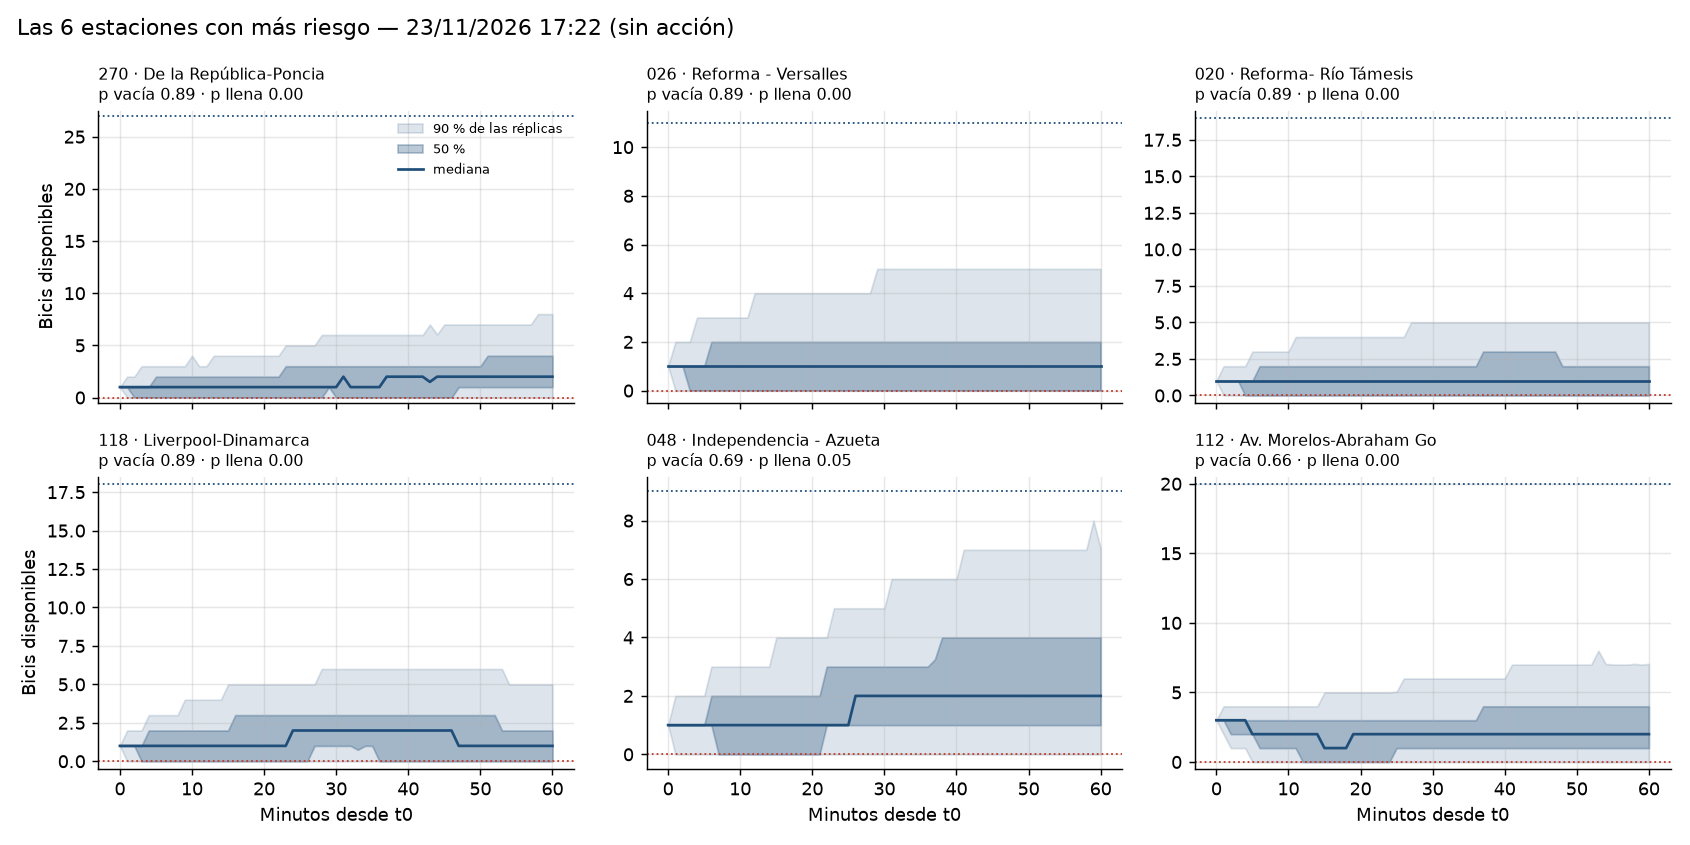 Las 6 estaciones con más riesgo — 23/11/2026 17:22 (sin acción)
270 · De la República-Poncia
p vacía 0.89 · p llena 0.00
90 % de las réplicas
50 %
mediana
Bicis disponibles
25
20
15
10
5
0
026 · Reforma - Versalles
p vacía 0.89 · p llena 0.00
10
8
6
4
2
0
020 · Reforma- Río Támesis
p vacía 0.89 · p llena 0.00
17.5
15.0
12.5
10.0
7.5
5.0
2.5
0.0
118 · Liverpool-Dinamarca
p vacía 0.89 · p llena 0.00
Bicis disponibles
17.5
15.0
12.5
10.0
7.5
5.0
2.5
0.0
0 10 20 30 40 50 60
Minutos desde t0
048 · Independencia - Azueta
p vacía 0.69 · p llena 0.05
8
6
4
2
0
0 10 20 30 40 50 60
Minutos desde t0
112 · Av. Morelos-Abraham Go
p vacía 0.66 · p llena 0.00
20
15
10
5
0
0 10 20 30 40 50 60
Minutos desde t0